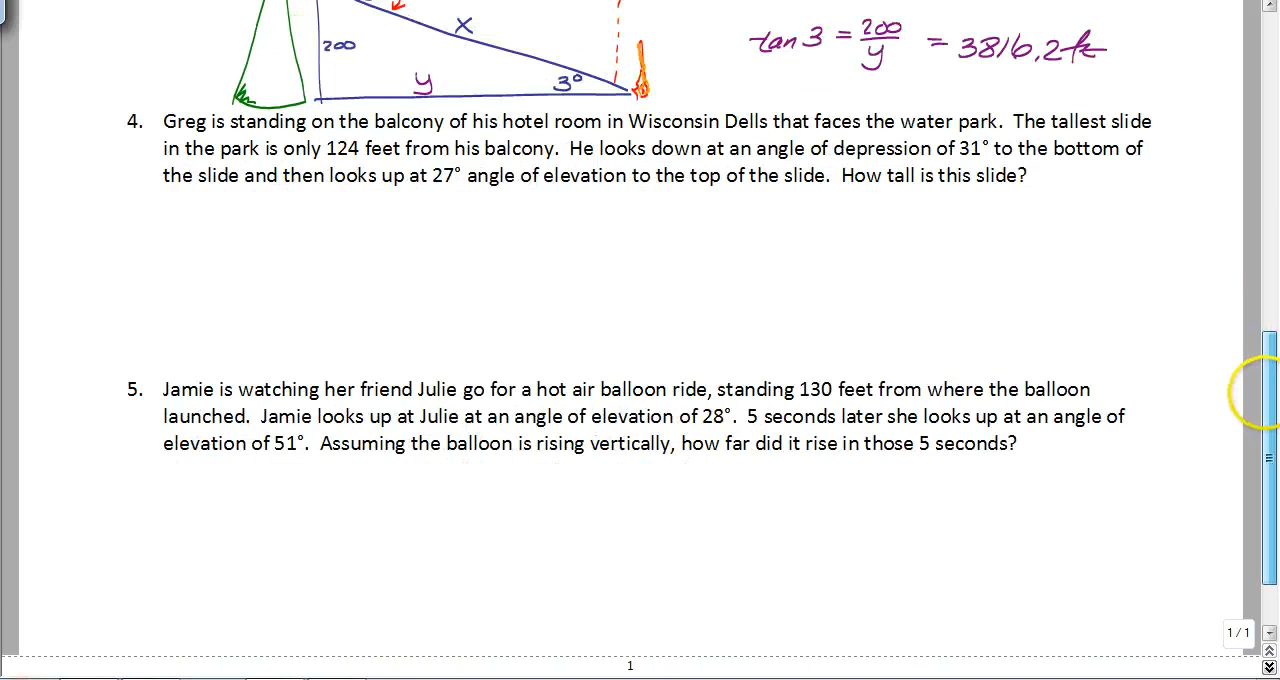 200
x
y
3°
tan 3 = 200/y = 3816.2 ft
4. Greg is standing on the balcony of his hotel room in Wisconsin Dells that faces the water park. The tallest slide
in the park is only 124 feet from his balcony. He looks down at an angle of depression of 31° to the bottom of
the slide and then looks up at 27° angle of elevation to the top of the slide. How tall is this slide?
5. Jamie is watching her friend Julie go for a hot air balloon ride, standing 130 feet from where the balloon
launched. Jamie looks up at Julie at an angle of elevation of 28°. 5 seconds later she looks up at an angle of
elevation of 51°. Assuming the balloon is rising vertically, how far did it rise in those 5 seconds?
1/1
1